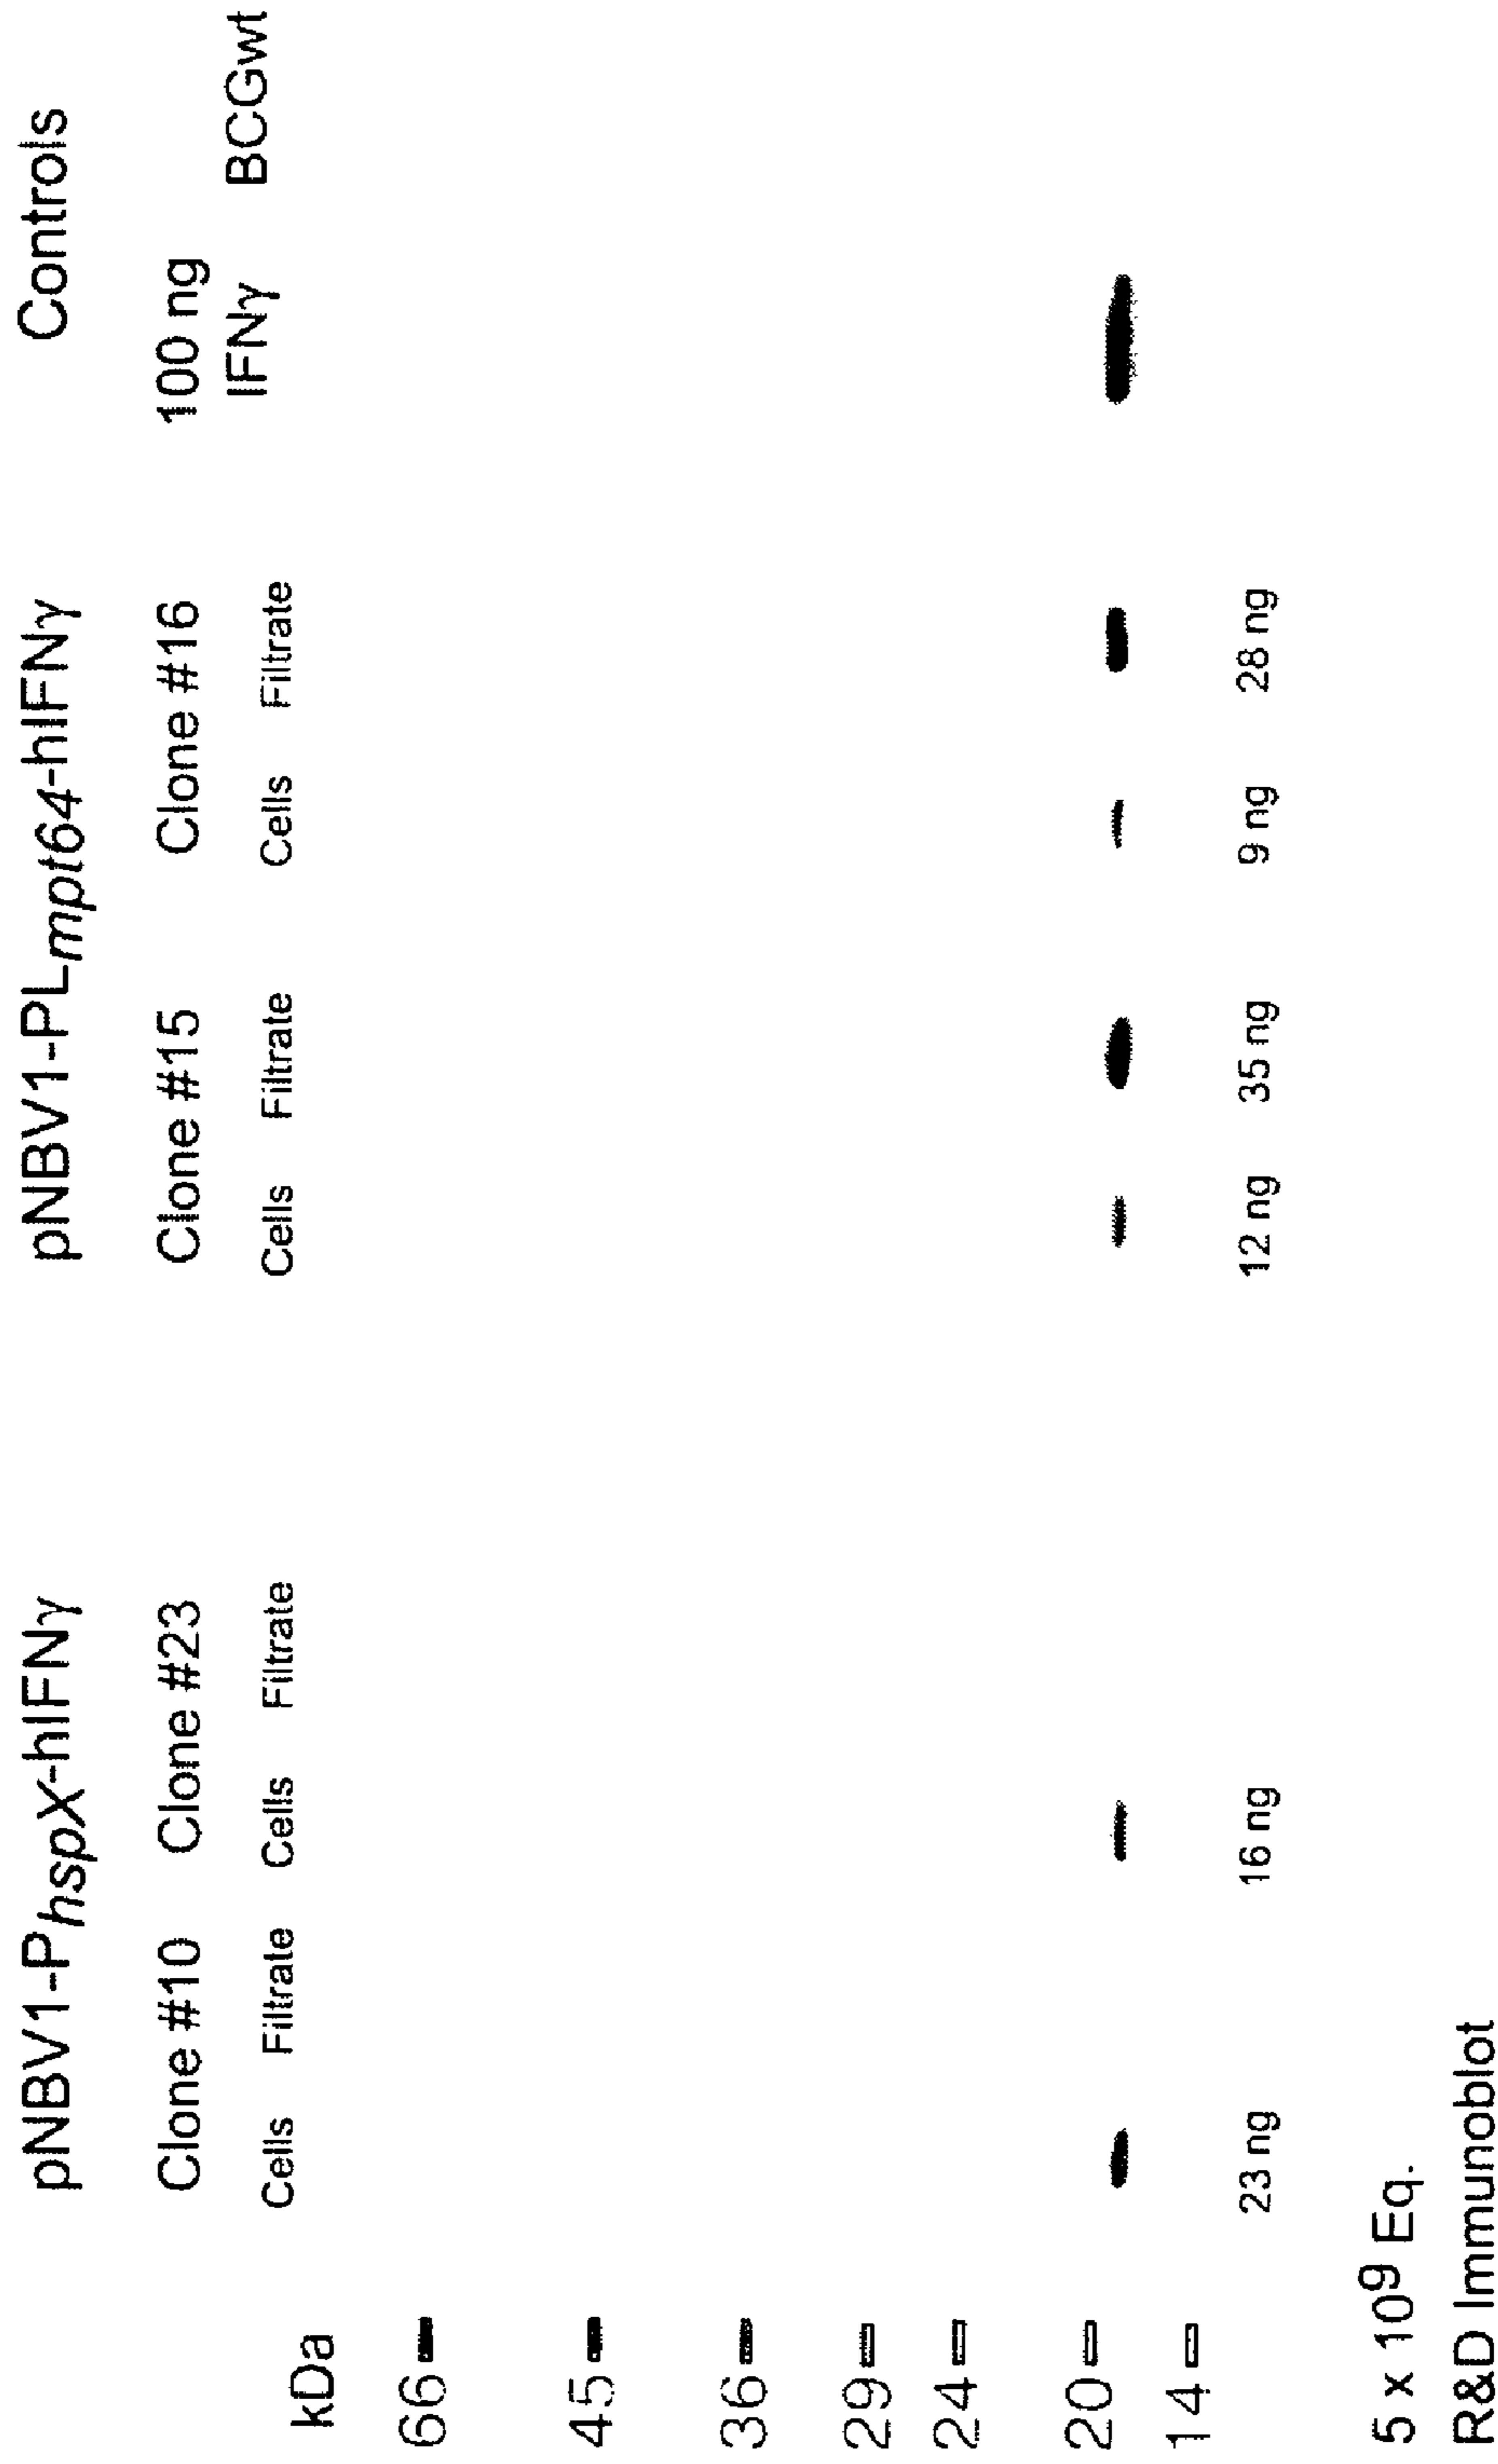 pNBV1-PhspX-hIFNγ pNBV1-PLmpt64-hIFNγ Controls
Clone #10 Clone #23 Clone #15 Clone #16 100 ng IFNγ BCGwt
Cells Filtrate Cells Filtrate Cells Filtrate Cells Filtrate
kDa
66
45
36
29
24
20
14
23 ng 16 ng 12 ng 35 ng 9 ng 28 ng
5 x 10⁹ Eq.
R&D Immunoblot